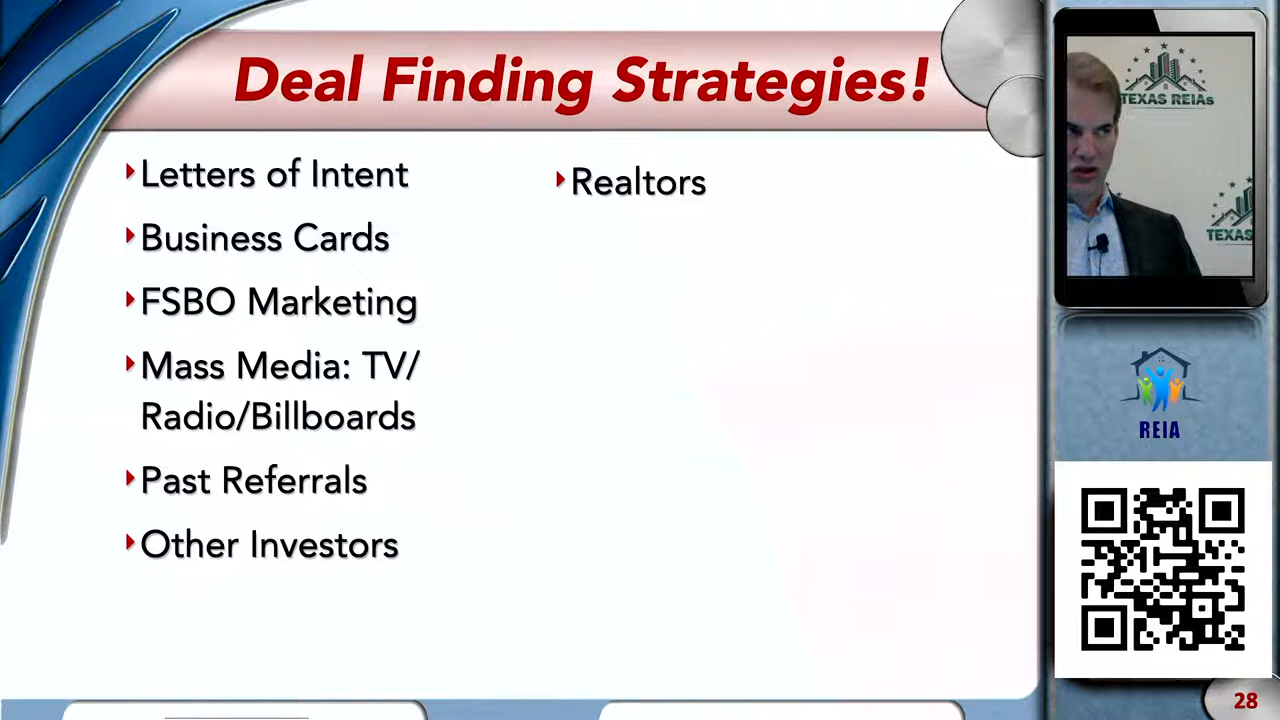 Deal Finding Strategies!
Letters of Intent
Business Cards
FSBO Marketing
Mass Media: TV/
Radio/Billboards
Past Referrals
Other Investors
Realtors
TEXAS REIAs
TEXAS
REIA
28